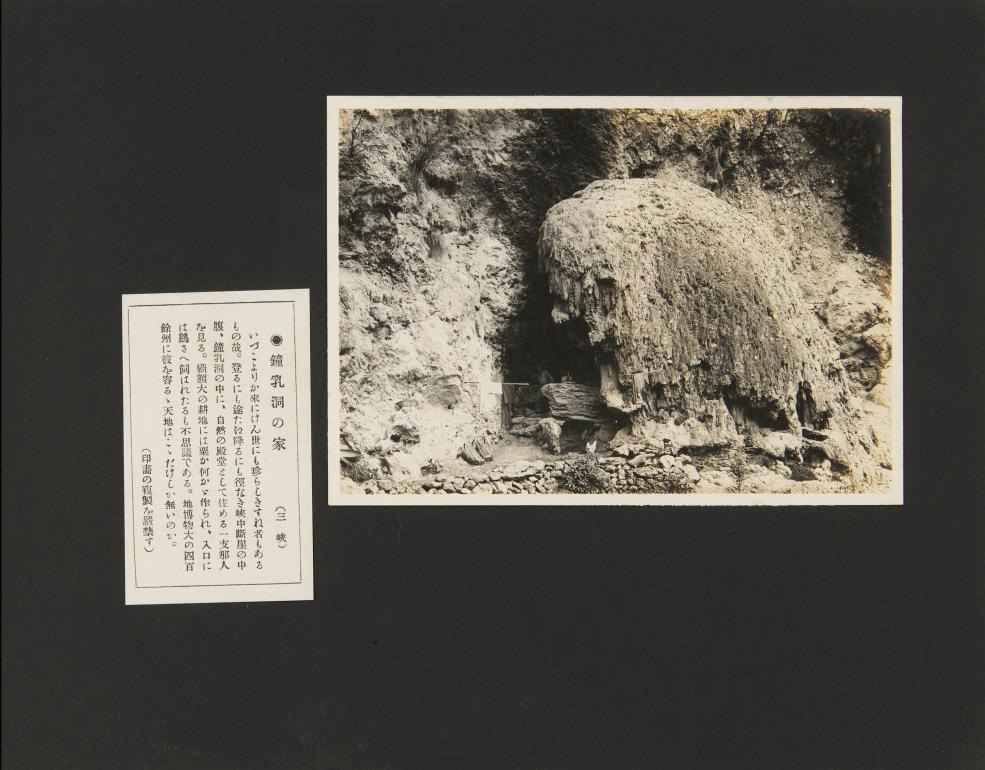 ◉鐘乳洞の家 (三峽)
いづこよりか來にけん世にも珍らしきすね者もある
もの哉。登るにも途なく降るにも徑なき峽中斷崖の中
腹、鐘乳洞の中に、自然の殿堂として住める一支那人
を見る。猫額大の耕地には粟か何かゞ作られ、入口に
は鷄さへ飼はれたるも不思議である。地博物大の四百
餘州に彼を容るゝ天地はこゝだけしか無いのか。
(印畵の複製を嚴禁す)